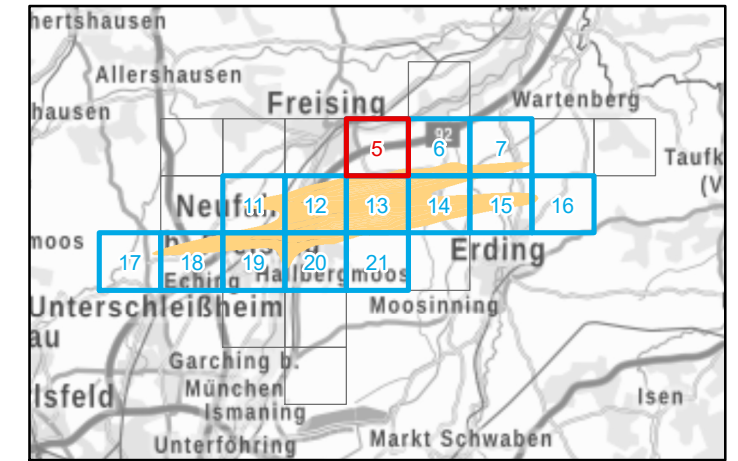 hertshausen
Allershausen
hausen
Freising
Wartenberg
92
5
6
7
Taufk
(V
Neufah
11
12
13
14
15
16
moos
Erding
17
18
19
20
21
Eching
Hallbergmoos
Unterschleißheim
Moosinning
au
Garching b.
München
lsfeld
Ismaning
Isen
Unterföhring
Markt Schwaben